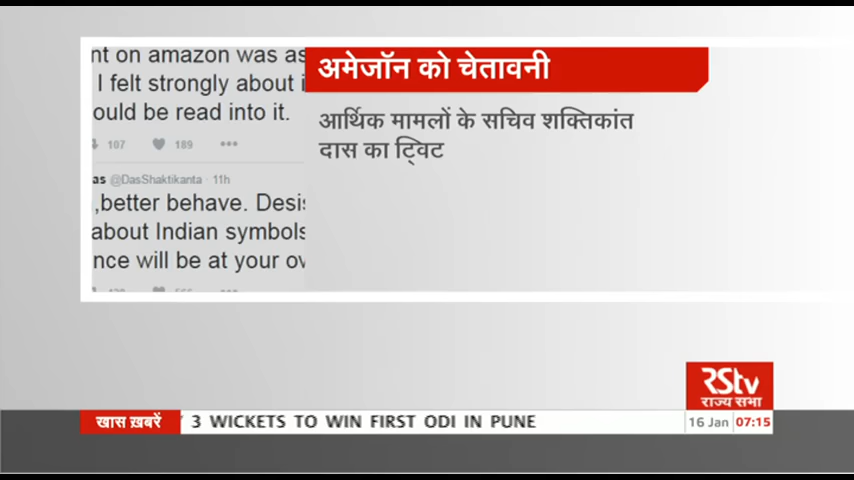 nt on amazon was as
I felt strongly about i
ould be read into it.
107 189
as @DasShaktikanta · 11h
,better behave. Desis
about Indian symbols
nce will be at your ov
अमेजॉन को चेतावनी
आर्थिक मामलों के सचिव शक्तिकांत
दास का ट्विट
RStv
राज्य सभा
खास ख़बरें 3 WICKETS TO WIN FIRST ODI IN PUNE 16 Jan 07:15